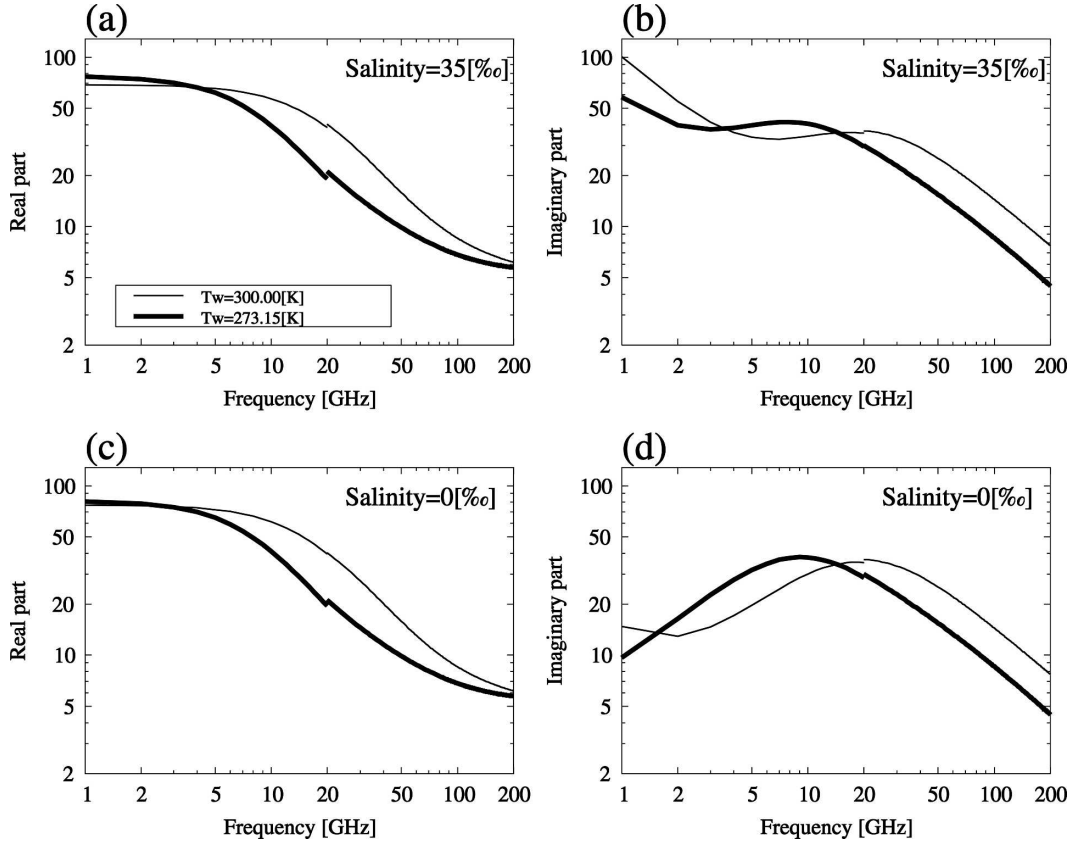 (a)
Salinity=35[‰]
100
50
20
10
5
2
Real part
Tw=300.00[K]
Tw=273.15[K]
1 2 5 10 20 50 100 200
Frequency [GHz]
(b)
Salinity=35[‰]
100
50
20
10
5
2
Imaginary part
1 2 5 10 20 50 100 200
Frequency [GHz]
(c)
Salinity=0[‰]
100
50
20
10
5
2
Real part
1 2 5 10 20 50 100 200
Frequency [GHz]
(d)
Salinity=0[‰]
100
50
20
10
5
2
Imaginary part
1 2 5 10 20 50 100 200
Frequency [GHz]